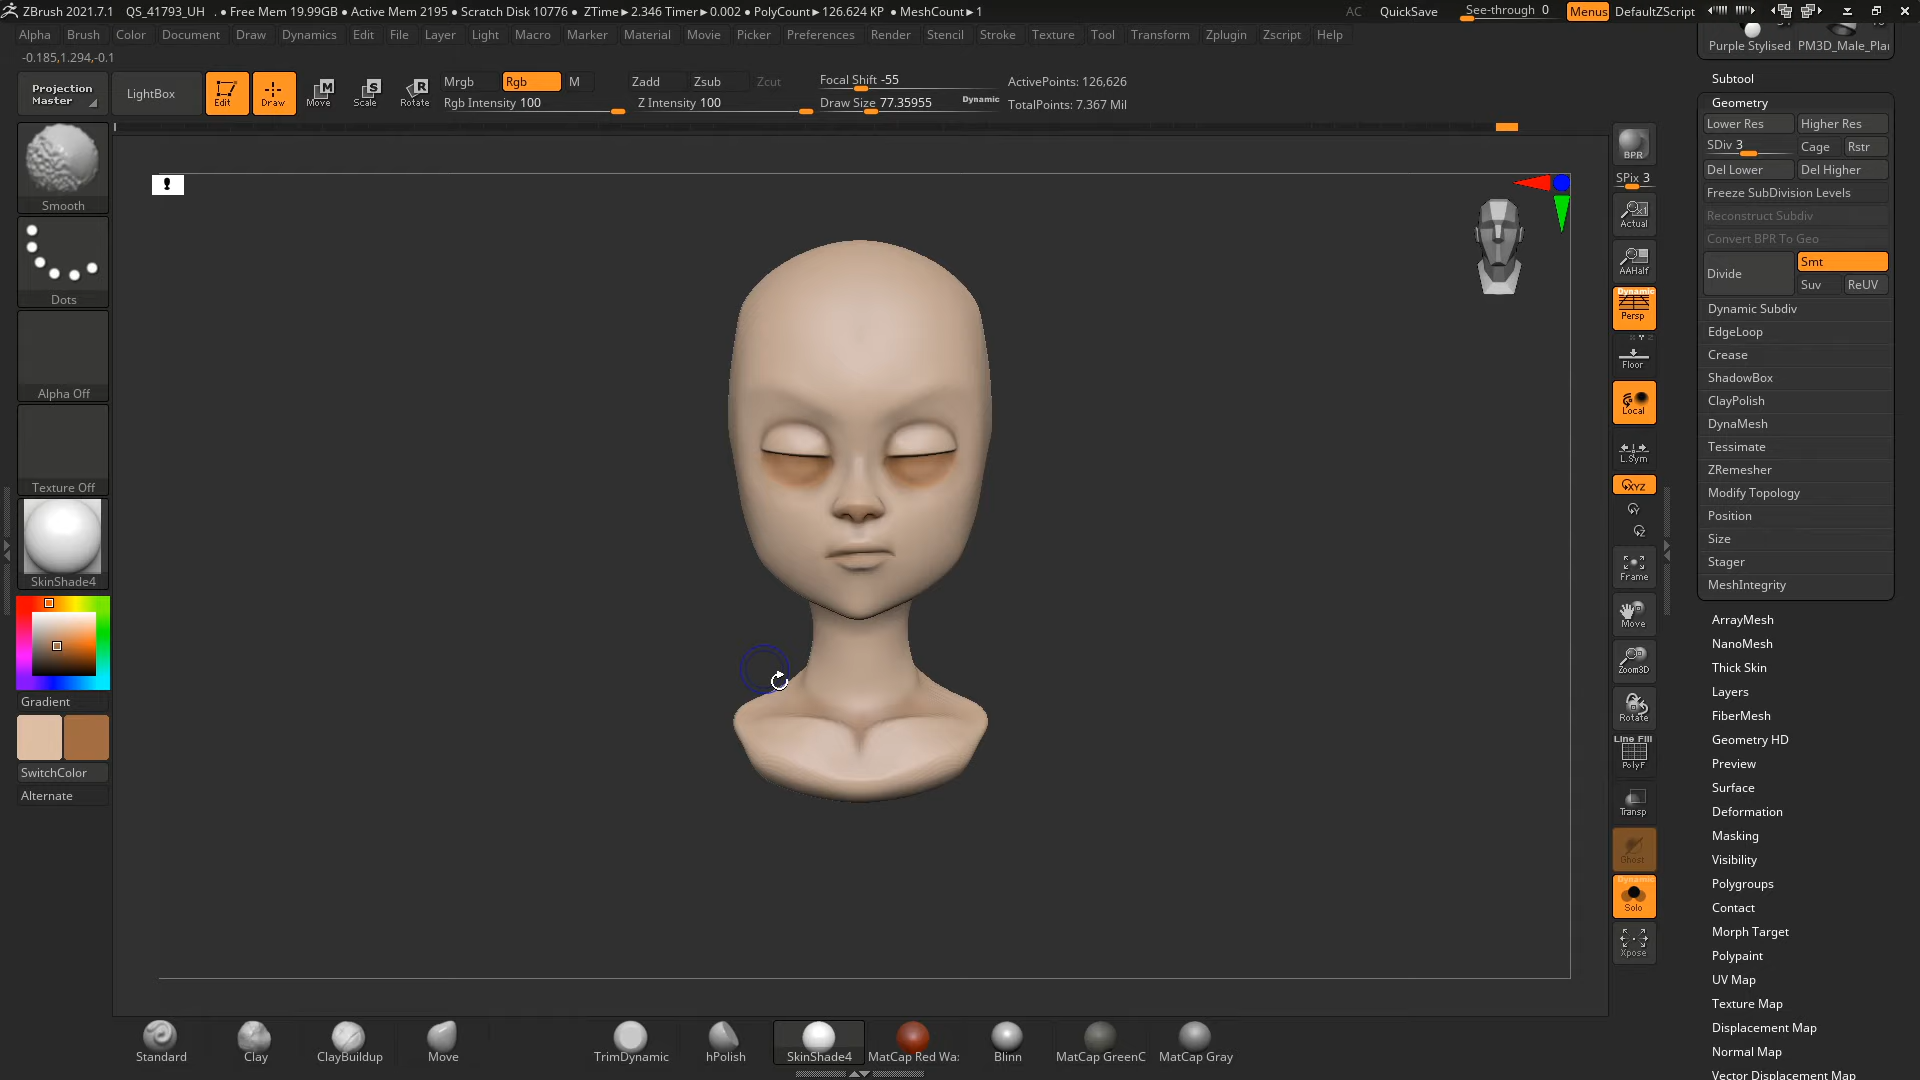 ZBrush 2021.7.1 QS_41793_UH . ● Free Mem 19.99GB ● Active Mem 2195 ● Scratch Disk 10776 ● ZTime▸2.346 Timer▸0.002 ● PolyCount▸126.624 KP ● MeshCount▸1 AC QuickSave See-through 0 Menus DefaultZScript
Alpha Brush Color Document Draw Dynamics Edit File Layer Light Macro Marker Material Movie Picker Preferences Render Stencil Stroke Texture Tool Transform Zplugin Zscript Help
-0.185,1.294,-0.1
Projection Master
LightBox
Edit
Draw
Move
Scale
Rotate
Mrgb Rgb M
Rgb Intensity 100
Zadd Zsub Zcut
Z Intensity 100
Focal Shift -55
Draw Size 77.35955 Dynamic
ActivePoints: 126,626
TotalPoints: 7.367 Mil
Smooth
Dots
Alpha Off
Texture Off
SkinShade4
Gradient
SwitchColor
Alternate
BPR
SPix 3
Actual
AAHalf
Dynamic
Persp
Floor
Local
L.Sym
XYZ
Y
Z
Frame
Move
Zoom3D
Rotate
Line Fill
PolyF
Transp
Ghost
Dynamic
Solo
Xpose
Purple Stylised
Subtool
Geometry
Lower Res Higher Res
SDiv 3 Cage Rstr
Del Lower Del Higher
Freeze SubDivision Levels
Reconstruct Subdiv
Convert BPR To Geo
Divide
Smt
Suv ReUV
Dynamic Subdiv
EdgeLoop
Crease
ShadowBox
ClayPolish
DynaMesh
Tessimate
ZRemesher
Modify Topology
Position
Size
Stager
MeshIntegrity
ArrayMesh
NanoMesh
Thick Skin
Layers
FiberMesh
Geometry HD
Preview
Surface
Deformation
Masking
Visibility
Polygroups
Contact
Morph Target
Polypaint
UV Map
Texture Map
Displacement Map
Normal Map
Vector Displacement Map
Standard
Clay
ClayBuildup
Move
TrimDynamic
hPolish
SkinShade4
MatCap Red Wa:
Blinn
MatCap GreenC
MatCap Gray